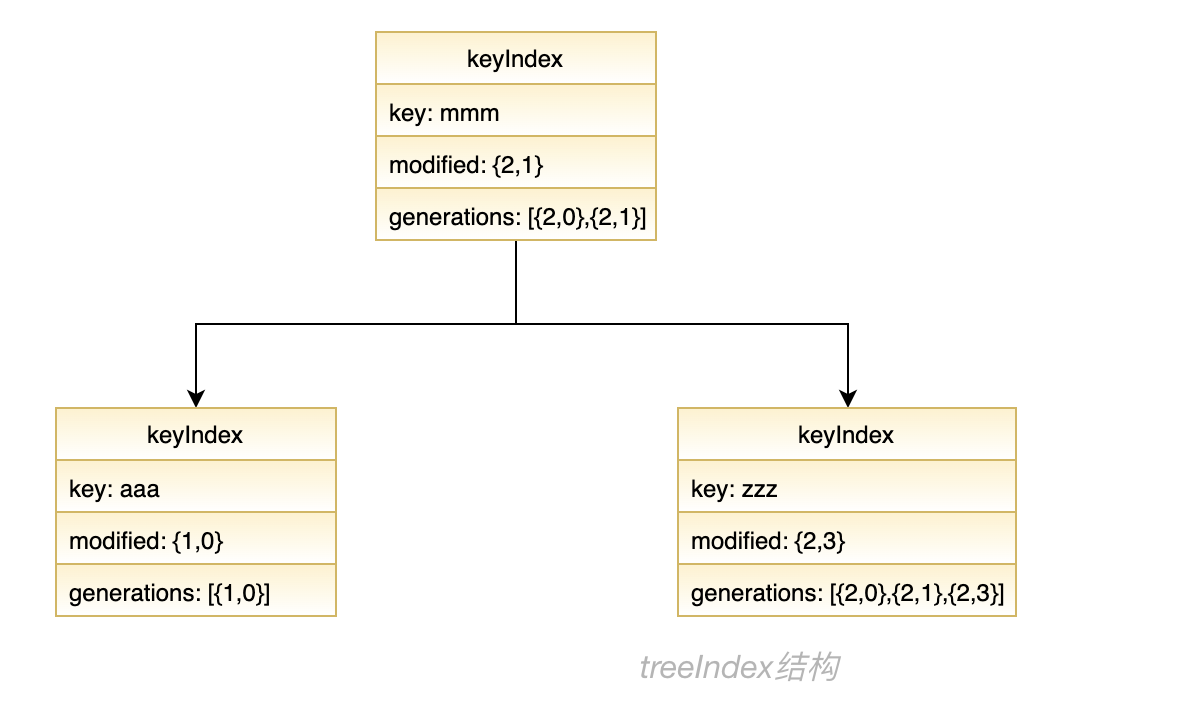 keyIndex
key: mmm
modified: {2,1}
generations: [{2,0},{2,1}]
keyIndex
key: aaa
modified: {1,0}
generations: [{1,0}]
keyIndex
key: zzz
modified: {2,3}
generations: [{2,0},{2,1},{2,3}]
treeIndex结构